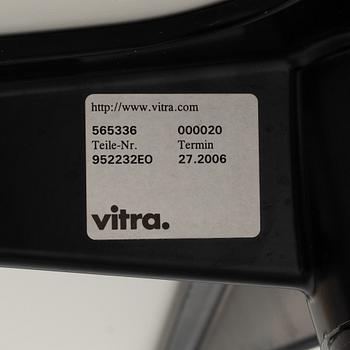 http://www.vitra.com
565336 000020
Teile-Nr. Termin
952232EO 27.2006
vitra.